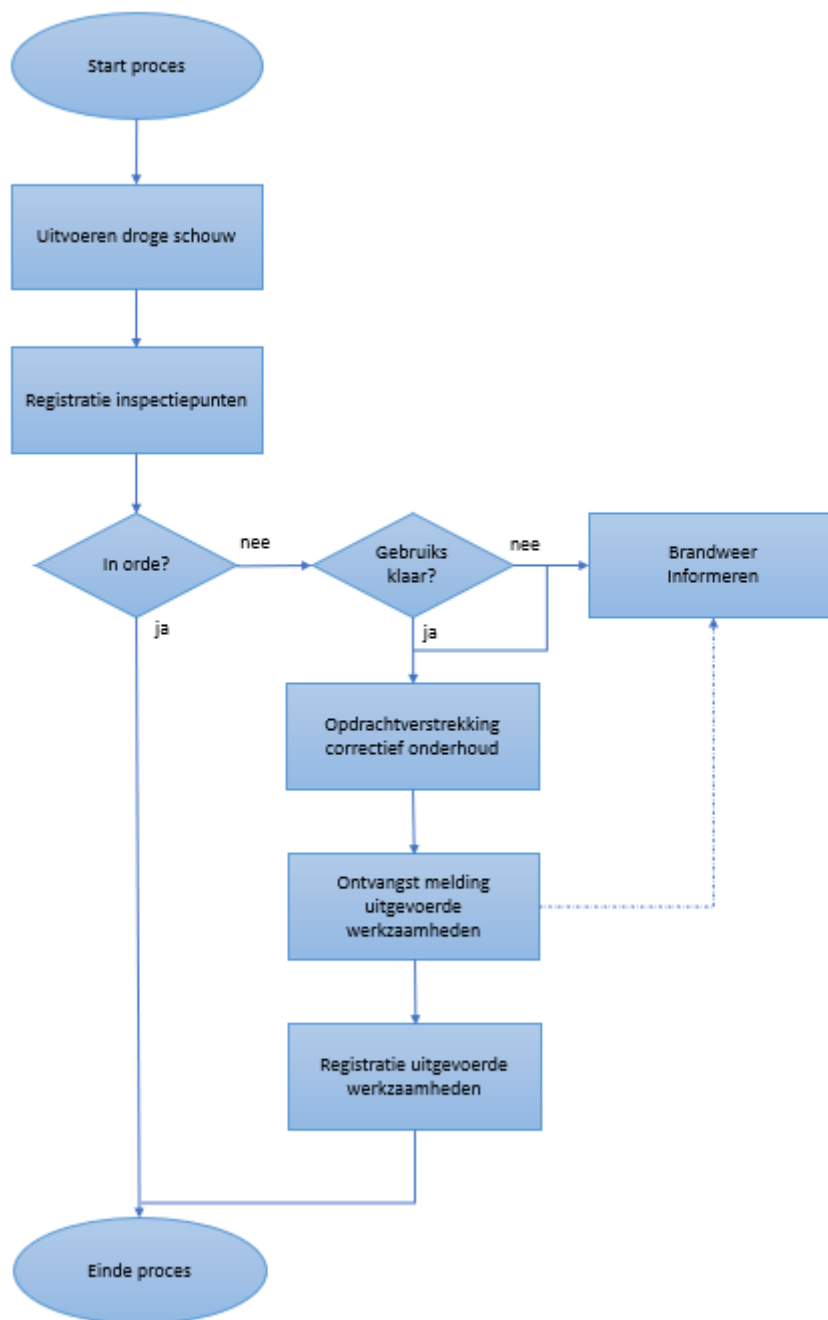 Start proces
Uitvoeren droge schouw
Registratie inspectiepunten
In orde?
nee
ja
Gebruiks
klaar?
nee
ja
Brandweer
Informeren
Opdrachtverstrekking
correctief onderhoud
Ontvangst melding
uitgevoerde
werkzaamheden
Registratie uitgevoerde
werkzaamheden
Einde proces